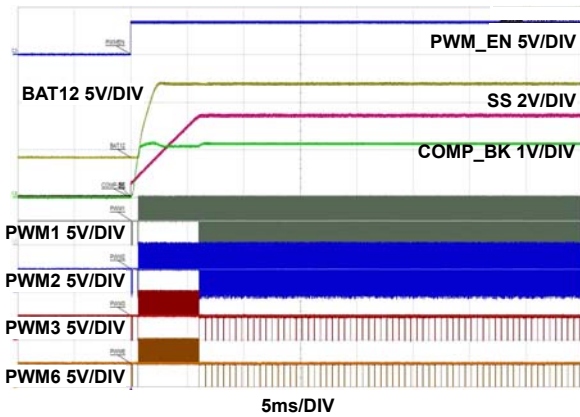 PWM_EN 5V/DIV
BAT12 5V/DIV
SS 2V/DIV
BAT12
COMP_BK 1V/DIV
PWM1 5V/DIV
PWM2 5V/DIV
PWM3 5V/DIV
PWM6 5V/DIV
5ms/DIV